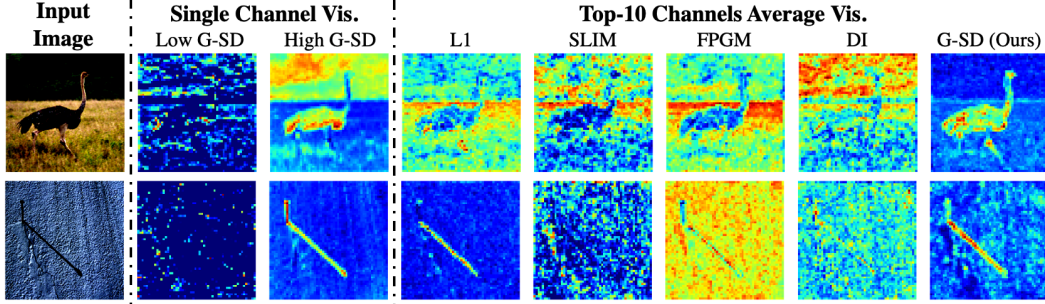 Input Image
Single Channel Vis.
Top-10 Channels Average Vis.
Low G-SD
High G-SD
L1
SLIM
FPGM
DI
G-SD (Ours)